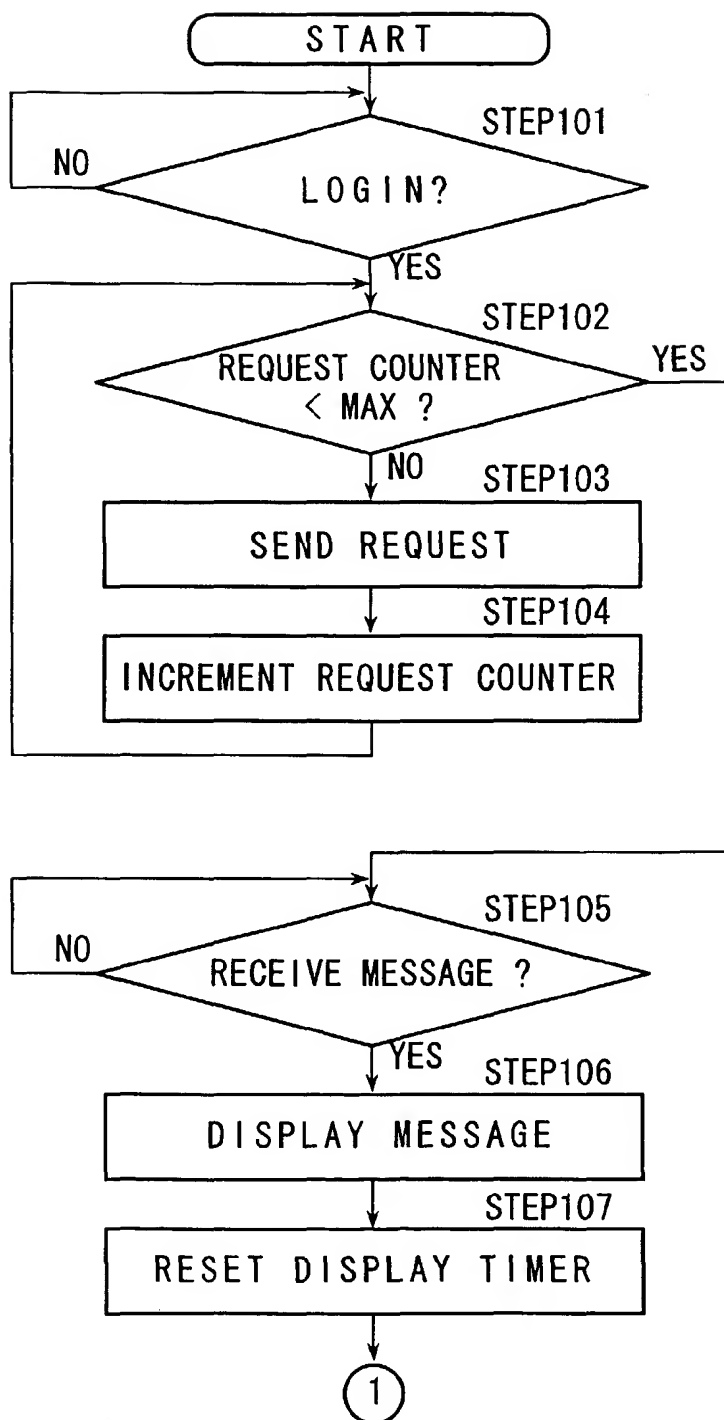 START
STEP101
NO
LOGIN?
YES
STEP102
YES
REQUEST COUNTER
< MAX ?
NO
STEP103
SEND REQUEST
STEP104
INCREMENT REQUEST COUNTER
STEP105
NO
RECEIVE MESSAGE ?
YES
STEP106
DISPLAY MESSAGE
STEP107
RESET DISPLAY TIMER
1